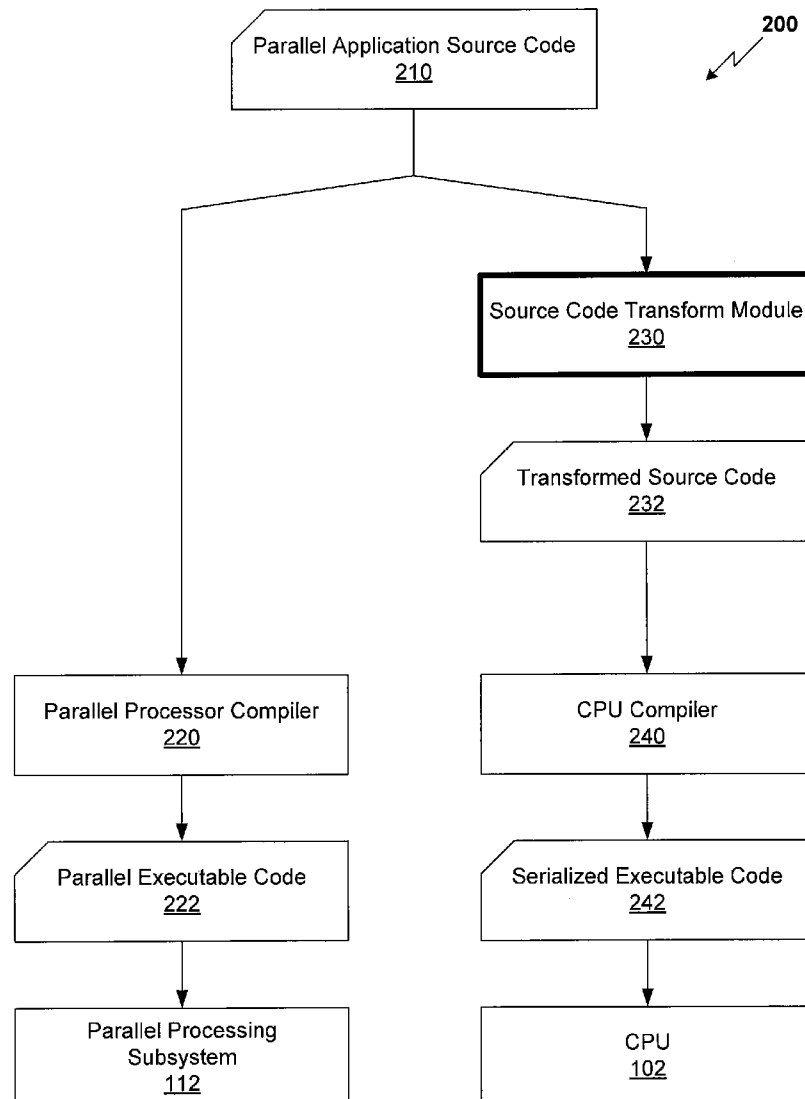 200
Parallel Application Source Code
210
Source Code Transform Module
230
Transformed Source Code
232
Parallel Processor Compiler
220
CPU Compiler
240
Parallel Executable Code
222
Serialized Executable Code
242
Parallel Processing
Subsystem
112
CPU
102